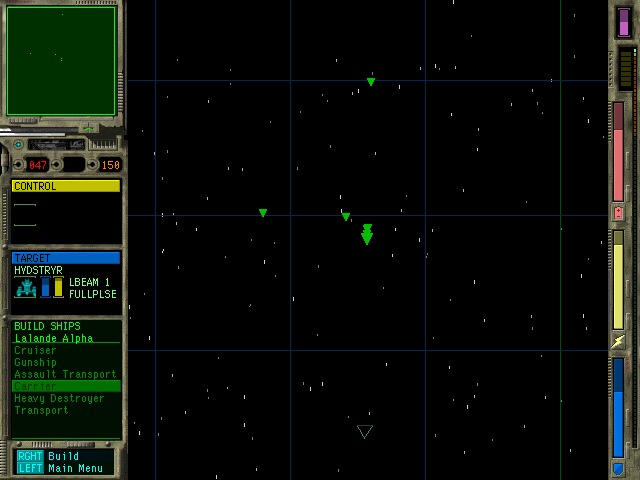 047 150
CONTROL
TARGET
HVDSTRYR
LBEAM 1
FULLPLSE
BUILD SHIPS
Lalande Alpha
Cruiser
Gunship
Assault Transport
Carrier
Heavy Destroyer
Transport
RGHT Build
LEFT Main Menu